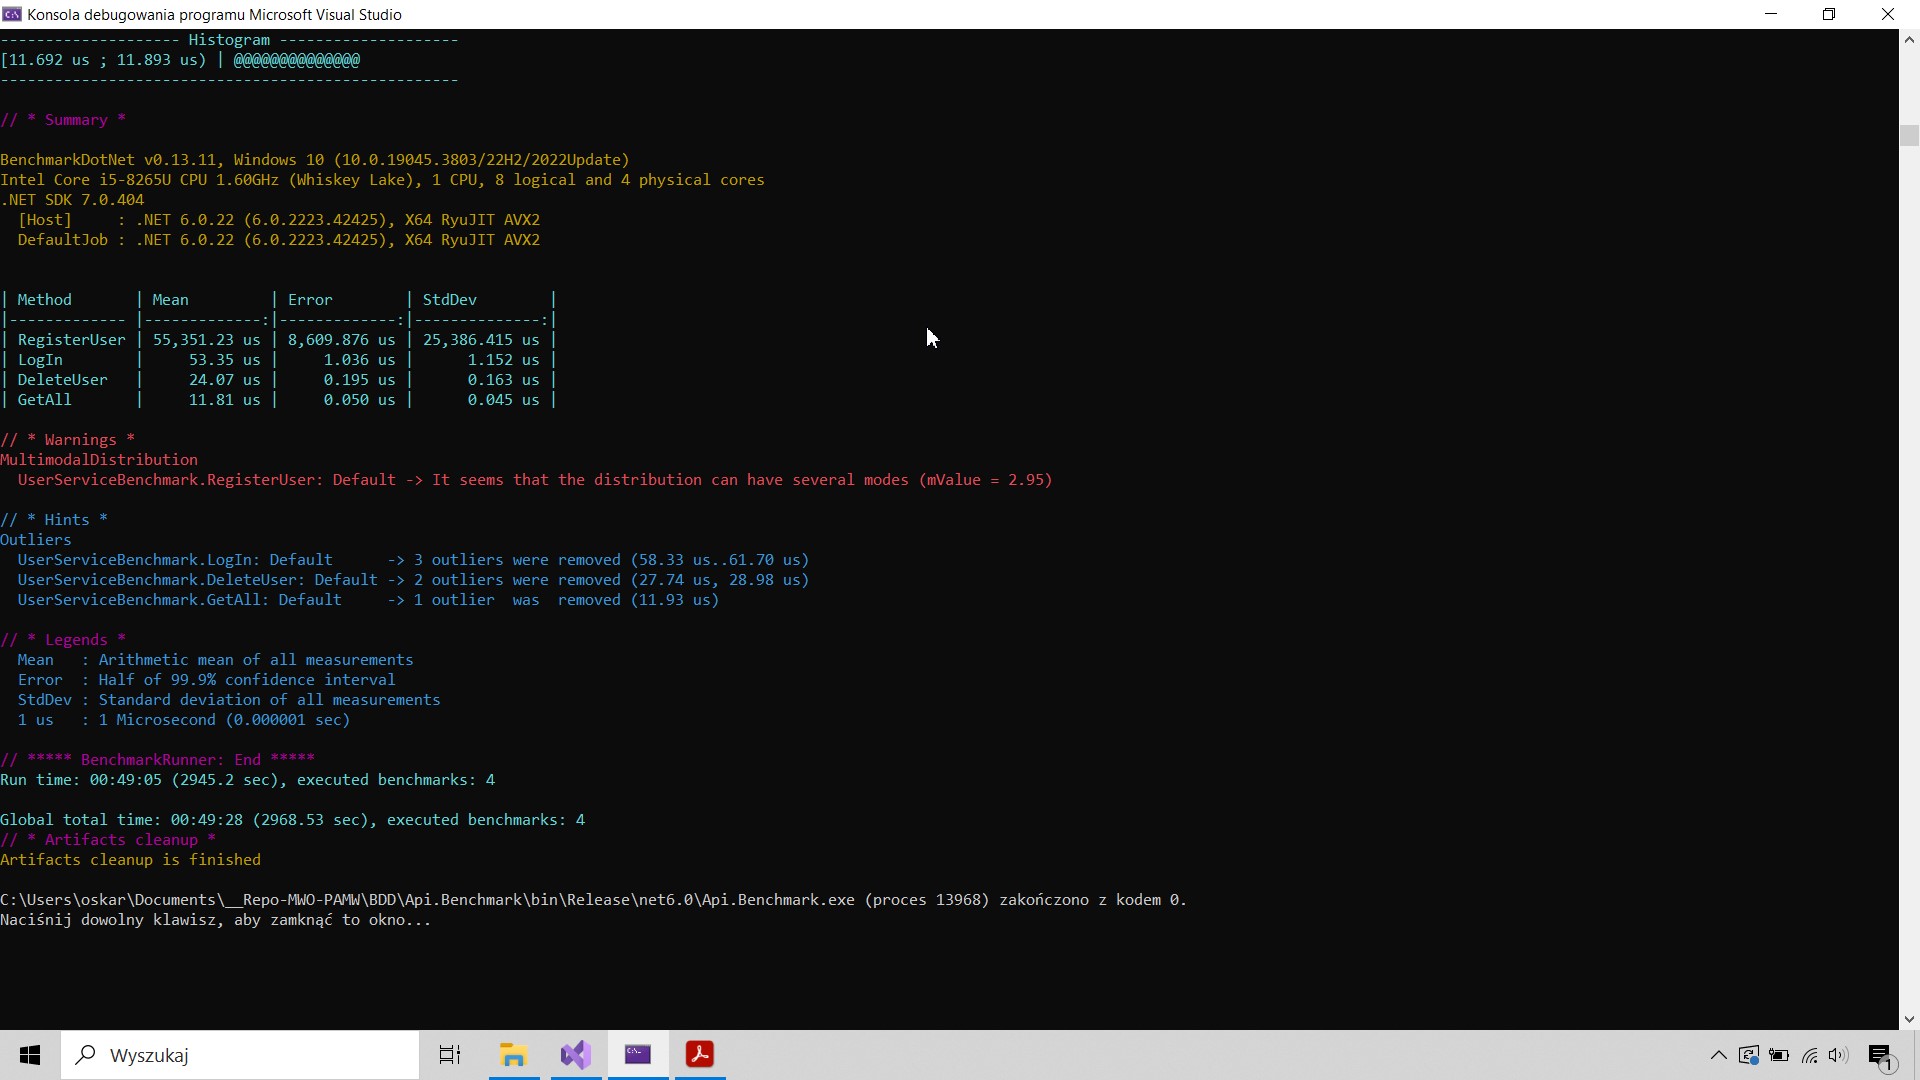 Konsola debugowania programu Microsoft Visual Studio
-------------------- Histogram --------------------
[11.692 us ; 11.893 us) | @@@@@@@@@@@@@@
---------------------------------------------------
// * Summary *
BenchmarkDotNet v0.13.11, Windows 10 (10.0.19045.3803/22H2/2022Update)
Intel Core i5-8265U CPU 1.60GHz (Whiskey Lake), 1 CPU, 8 logical and 4 physical cores
.NET SDK 7.0.404
  [Host]     : .NET 6.0.22 (6.0.2223.42425), X64 RyuJIT AVX2
  DefaultJob : .NET 6.0.22 (6.0.2223.42425), X64 RyuJIT AVX2
| Method       | Mean         | Error        | StdDev        |
|------------- |-------------:|-------------:|--------------:|
| RegisterUser | 55,351.23 us | 8,609.876 us | 25,386.415 us |
| LogIn        |     53.35 us |     1.036 us |      1.152 us |
| DeleteUser   |     24.07 us |     0.195 us |      0.163 us |
| GetAll       |     11.81 us |     0.050 us |      0.045 us |
// * Warnings *
MultimodalDistribution
  UserServiceBenchmark.RegisterUser: Default -> It seems that the distribution can have several modes (mValue = 2.95)
// * Hints *
Outliers
  UserServiceBenchmark.LogIn: Default      -> 3 outliers were removed (58.33 us..61.70 us)
  UserServiceBenchmark.DeleteUser: Default -> 2 outliers were removed (27.74 us, 28.98 us)
  UserServiceBenchmark.GetAll: Default     -> 1 outlier  was  removed (11.93 us)
// * Legends *
  Mean   : Arithmetic mean of all measurements
  Error  : Half of 99.9% confidence interval
  StdDev : Standard deviation of all measurements
  1 us   : 1 Microsecond (0.000001 sec)
// ***** BenchmarkRunner: End *****
Run time: 00:49:05 (2945.2 sec), executed benchmarks: 4
Global total time: 00:49:28 (2968.53 sec), executed benchmarks: 4
// * Artifacts cleanup *
Artifacts cleanup is finished
C:\Users\oskar\Documents\__Repo-MWO-PAMW\BDD\Api.Benchmark\bin\Release\net6.0\Api.Benchmark.exe (proces 13968) zakończono z kodem 0.
Naciśnij dowolny klawisz, aby zamknąć to okno...
Wyszukaj
1